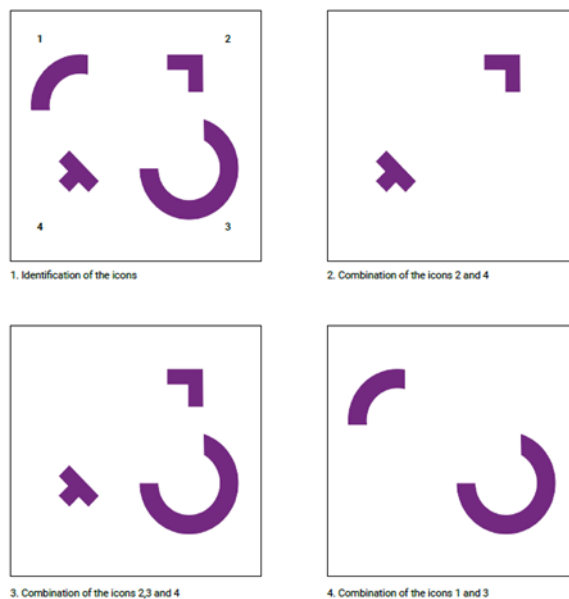 1
2
4
3
1. Identification of the icons
2. Combination of the icons 2 and 4
3. Combination of the icons 2,3 and 4
4. Combination of the icons 1 and 3